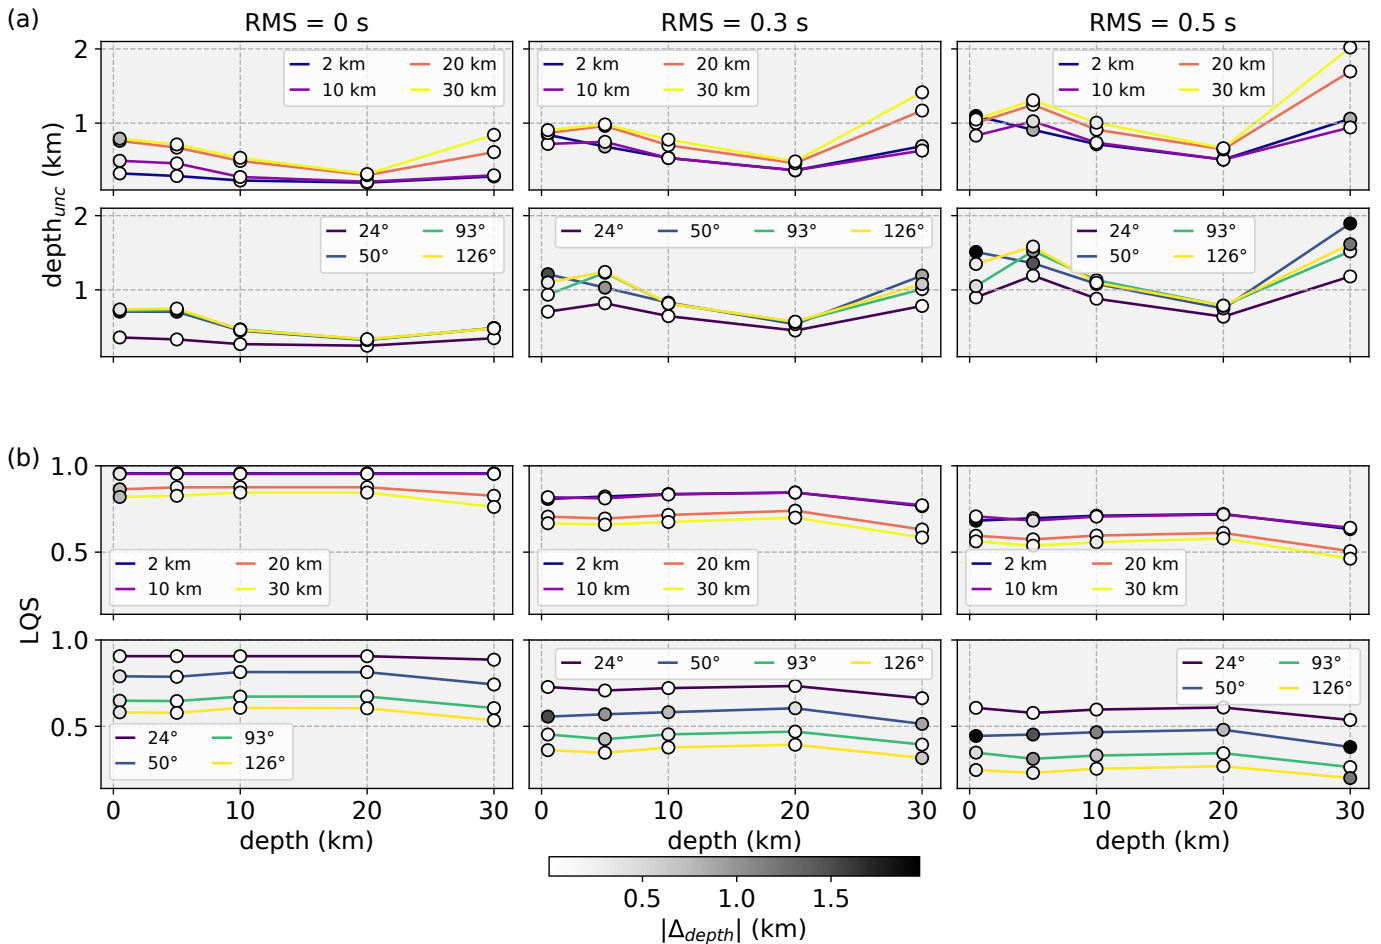 (a)
RMS = 0 s
RMS = 0.3 s
RMS = 0.5 s
2
1
2 km
20 km
10 km
30 km
2 km
20 km
10 km
30 km
2 km
20 km
10 km
30 km
depth_unc (km)
2
1
24°
93°
50°
126°
24°
50°
93°
126°
24°
93°
50°
126°
(b)
1.0
0.5
2 km
20 km
10 km
30 km
2 km
20 km
10 km
30 km
2 km
20 km
10 km
30 km
LQS
1.0
0.5
24°
93°
50°
126°
24°
50°
93°
126°
24°
93°
50°
126°
0
10
20
30
0
10
20
30
0
10
20
30
depth (km)
depth (km)
depth (km)
0.5
1.0
1.5
|Δ_depth| (km)